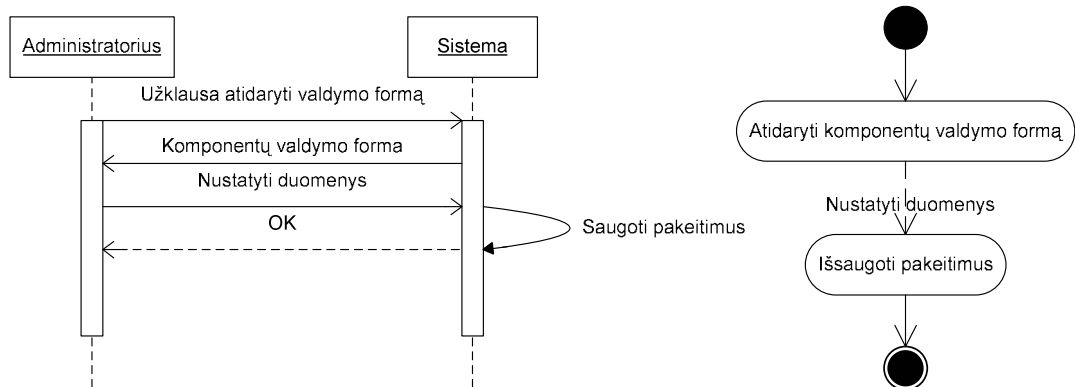 Administratorius
Sistema
Užklausa atidaryti valdymo formą
Komponentų valdymo forma
Nustatyti duomenys
OK
Saugoti pakeitimus
Atidaryti komponentų valdymo formą
Nustatyti duomenys
Išsaugoti pakeitimus